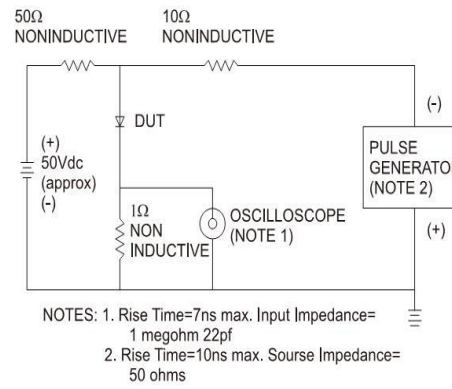 50Ω
NONINDUCTIVE
10Ω
NONINDUCTIVE
DUT
(+)
50Vdc
(approx)
(-)
1Ω
NON
INDUCTIVE
OSCILLOSCOPE
(NOTE 1)
(-)
PULSE
GENERATO
(NOTE 2)
(+)
NOTES: 1. Rise Time=7ns max. Input Impedance=
1 megohm 22pf
2. Rise Time=10ns max. Sourse Impedance=
50 ohms